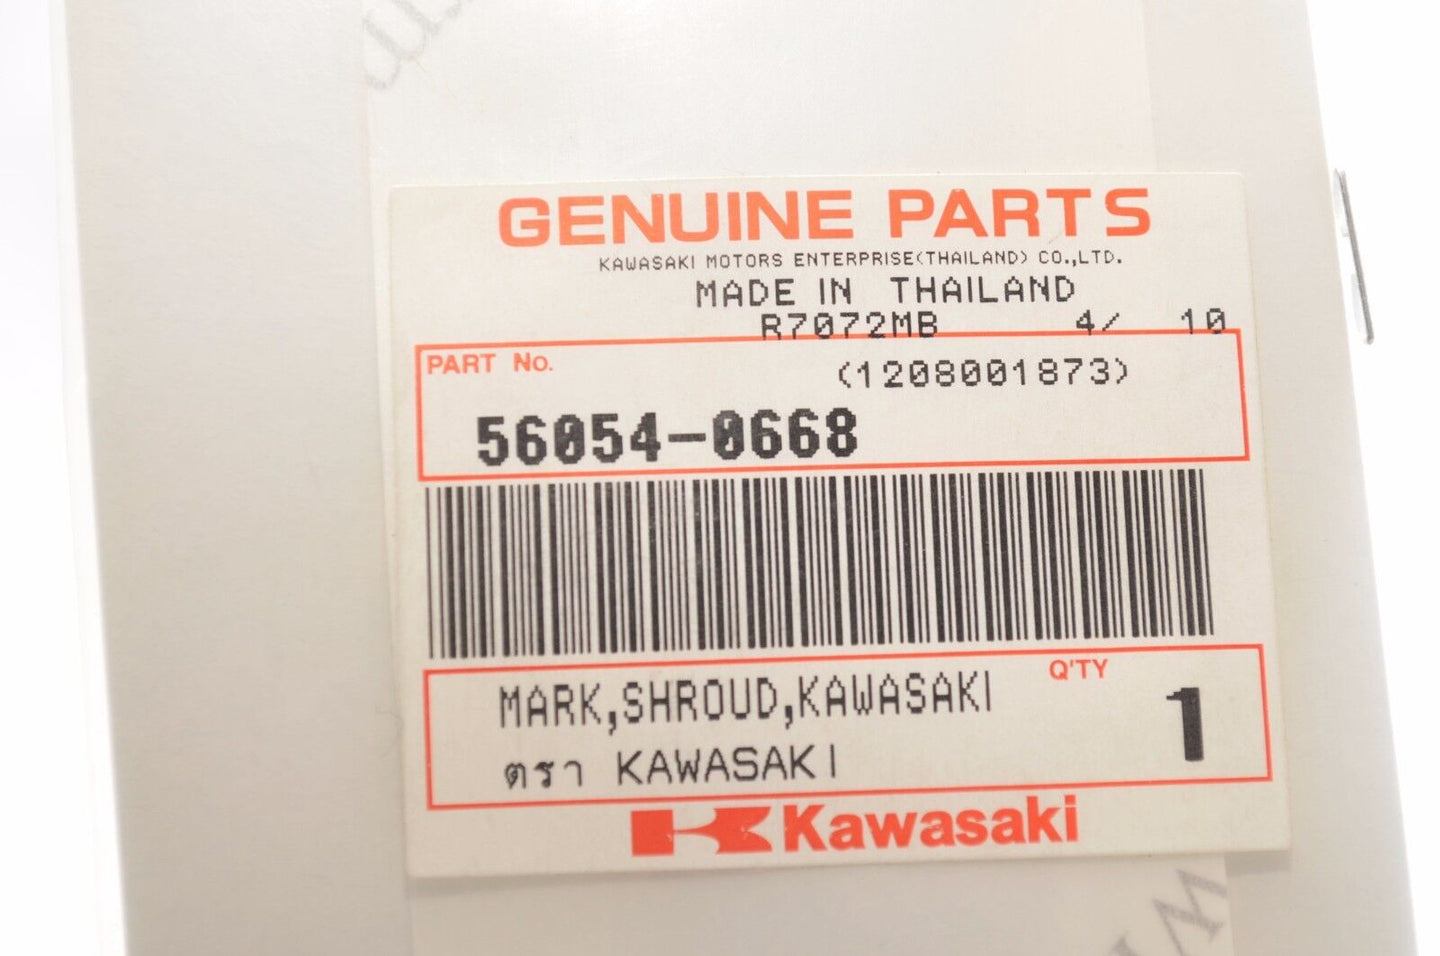 GENUINE PARTS
KAWASAKI MOTORS ENTERPRISE(THAILAND) CO.,LTD.
MADE IN THAILAND
R7072MB 4/ 10
PART No. (1208001873)
56054-0668
MARK,SHROUD,KAWASAKI Q'TY
ตรา KAWASAKI 1
Kawasaki